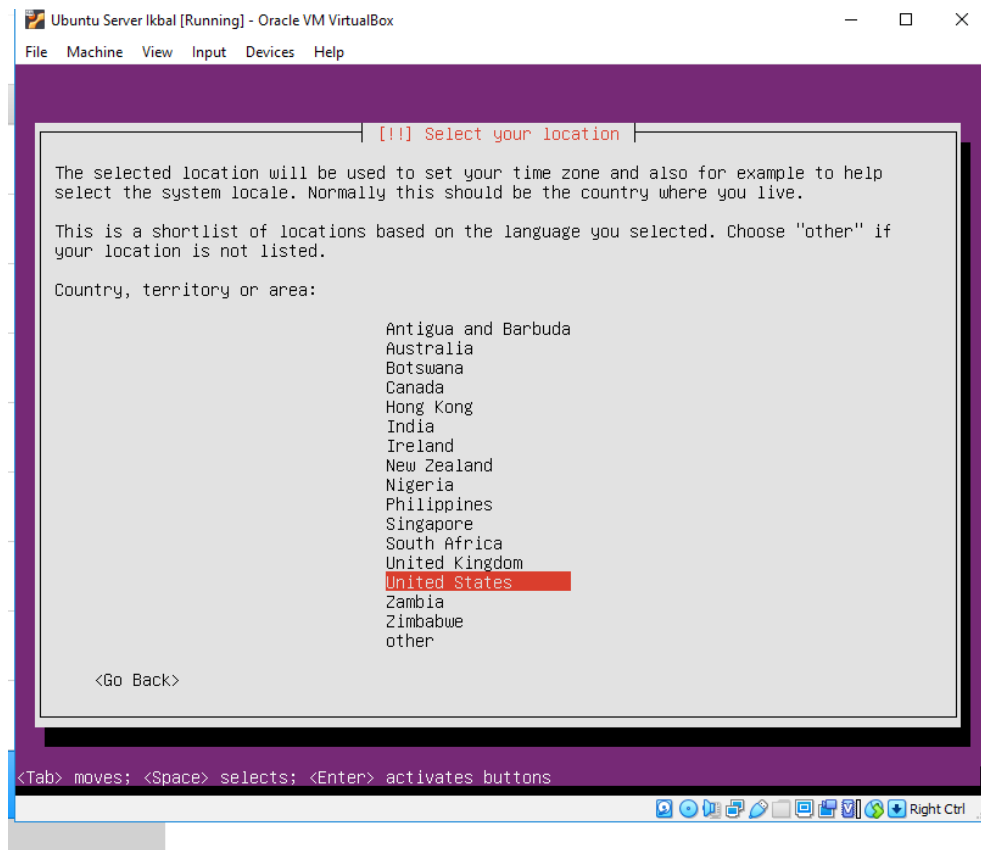 Ubuntu Server Ikbal [Running] - Oracle VM VirtualBox
File Machine View Input Devices Help
[!!] Select your location
The selected location will be used to set your time zone and also for example to help
select the system locale. Normally this should be the country where you live.
This is a shortlist of locations based on the language you selected. Choose "other" if
your location is not listed.
Country, territory or area:
Antigua and Barbuda
Australia
Botswana
Canada
Hong Kong
India
Ireland
New Zealand
Nigeria
Philippines
Singapore
South Africa
United Kingdom
United States
Zambia
Zimbabwe
other
<Go Back>
<Tab> moves; <Space> selects; <Enter> activates buttons
Right Ctrl